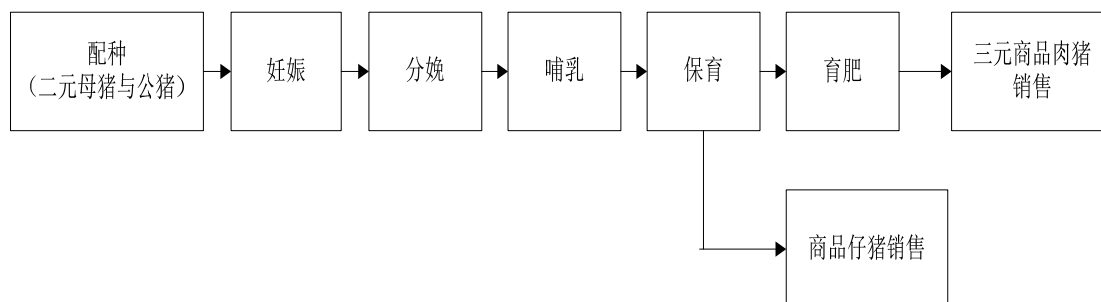 配种
（二元母猪与公猪）
妊娠
分娩
哺乳
保育
育肥
三元商品肉猪
销售
商品仔猪销售